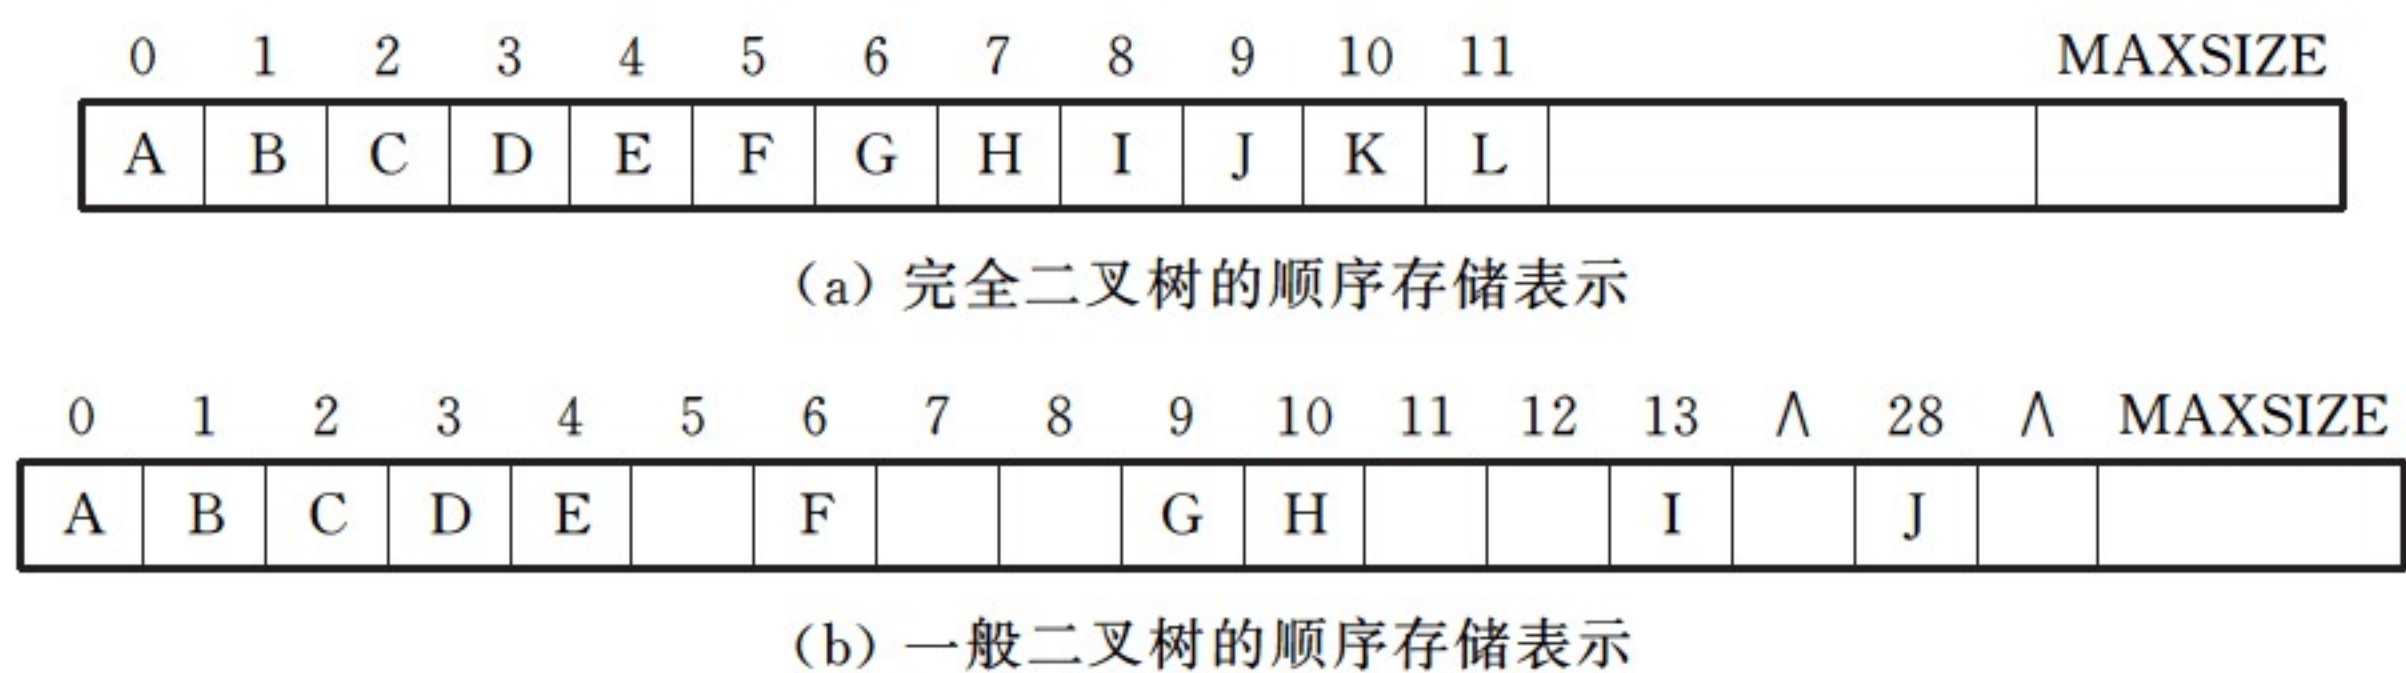 0 1 2 3 4 5 6 7 8 9 10 11 MAXSIZE
A B C D E F G H I J K L
（a）完全二叉树的顺序存储表示
0 1 2 3 4 5 6 7 8 9 10 11 12 13 /\ 28 /\ MAXSIZE
A B C D E F G H I J
（b）一般二叉树的顺序存储表示